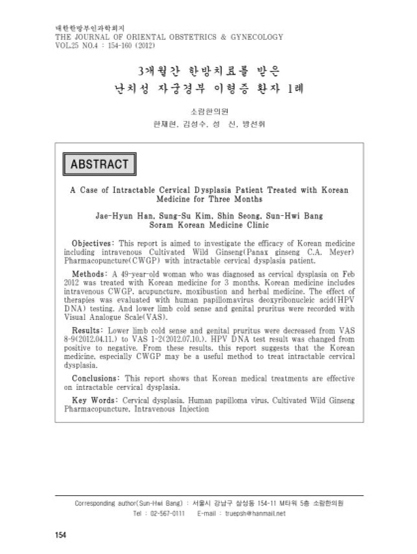 대한한방부인과학회지
THE JOURNAL OF ORIENTAL OBSTETRICS & GYNECOLOGY
VOL.25 NO.4 : 154-160 (2012)
3개월간 한방치료를 받은
난치성 자궁경부 이형증 환자 1례
소람한의원
한재현, 김성수, 성 신, 방선휘
ABSTRACT
A Case of Intractable Cervical Dysplasia Patient Treated with Korean
Medicine for Three Months
Jae-Hyun Han, Sung-Su Kim, Shin Seong, Sun-Hwi Bang
Soram Korean Medicine Clinic
Objectives: This report is aimed to investigate the efficacy of Korean medicine
including intravenous Cultivated Wild Ginseng(Panax ginseng C.A. Meyer)
Pharmacopuncture(CWGP) with intractable cervical dysplasia patient.
Methods: A 49-year-old woman who was diagnosed as cervical dysplasia on Feb
2012 was treated with Korean medicine for 3 months. Korean medicine includes
intravenous CWGP, acupuncture, moxibustion and herbal medicine. The effect of
therapies was evaluated with human papilomavirus deoxyribonucleic acid(HPV
DNA) testing. And lower limb cold sense and genital pruritus were recorded with
Visual Analogue Scale(VAS).
Results: Lower limb cold sense and genital pruritus were decreased from VAS
8-9(2012.04.11.) to VAS 1-2(2012.07.10.). HPV DNA test result was changed from
positive to negative. From these results, this report suggests that the Korean
medicine, especially CWGP may be a useful method to treat intractable cervical
dysplasia.
Conclusions: This report shows that Korean medical treatments are effective
on intractable cervical dysplasia.
Key Words: Cervical dysplasia, Human papilloma virus, Cultivated Wild Ginseng
Pharmacopuncture, Intravenous Injection
Corresponding author(Sun-Hwi Bang) : 서울시 강남구 삼성동 154-11 M타워 5층 소람한의원
Tel : 02-567-0111 E-mail : truepsh@hanmail.net
154